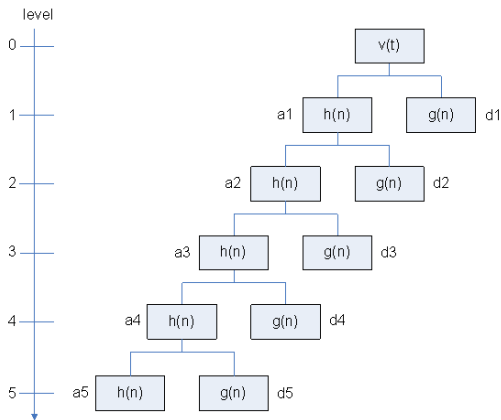 level
0 v(t)
1 a1 h(n) g(n) d1
2 a2 h(n) g(n) d2
3 a3 h(n) g(n) d3
4 a4 h(n) g(n) d4
5 a5 h(n) g(n) d5